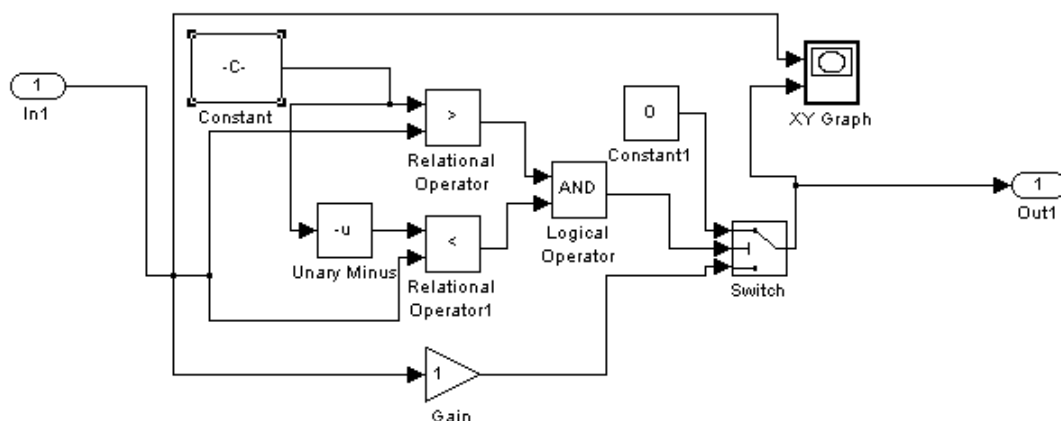 1
In1
-C-
Constant
>
Relational
Operator
-u
Unary Minus
<
Relational
Operator1
AND
Logical
Operator
0
Constant1
Switch
XY Graph
1
Out1
1
Gain